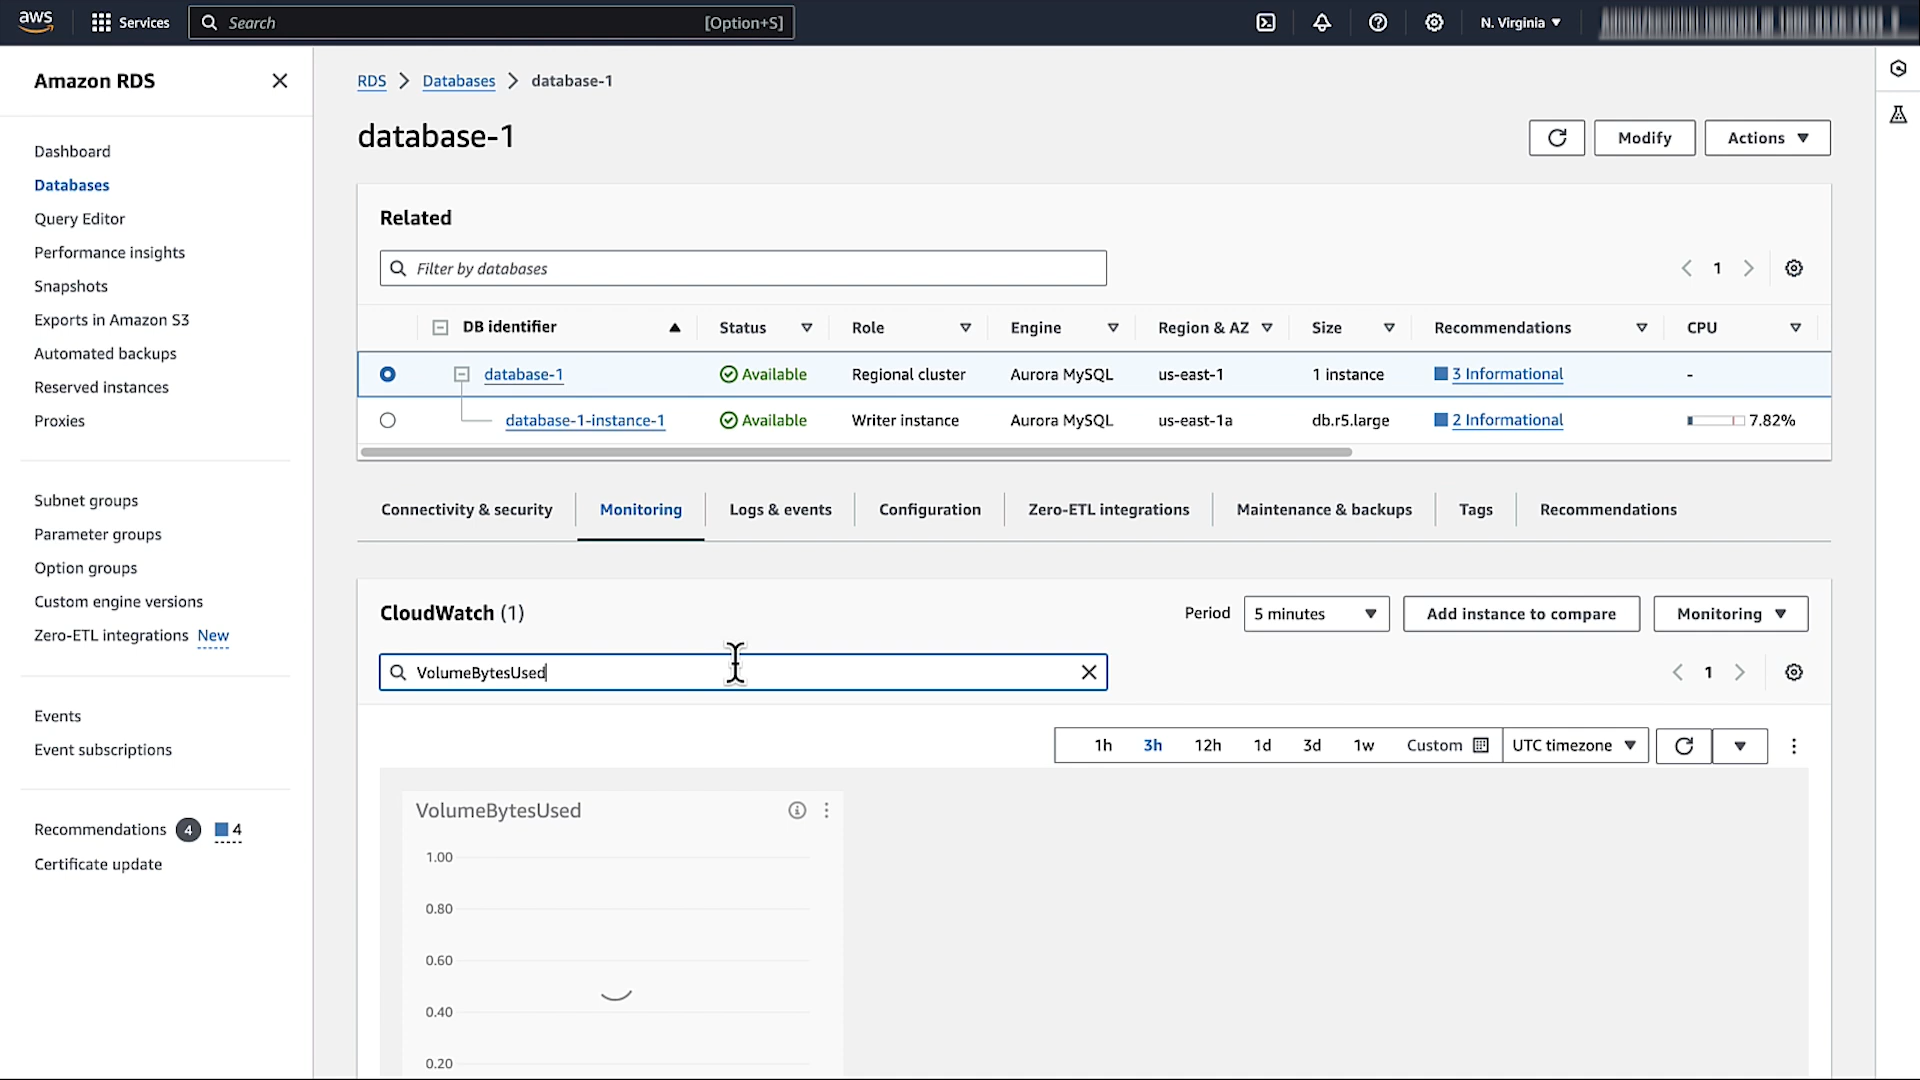 aws Services Search [Option+S] N. Virginia
Amazon RDS
Dashboard
Databases
Query Editor
Performance insights
Snapshots
Exports in Amazon S3
Automated backups
Reserved instances
Proxies
Subnet groups
Parameter groups
Option groups
Custom engine versions
Zero-ETL integrations New
Events
Event subscriptions
Recommendations 4 4
Certificate update
RDS > Databases > database-1
database-1
Modify Actions
Related
Filter by databases 1
DB identifier Status Role Engine Region & AZ Size Recommendations CPU
database-1 Available Regional cluster Aurora MySQL us-east-1 1 instance 3 Informational -
database-1-instance-1 Available Writer instance Aurora MySQL us-east-1a db.r5.large 2 Informational 7.82%
Connectivity & security Monitoring Logs & events Configuration Zero-ETL integrations Maintenance & backups Tags Recommendations
CloudWatch (1) Period 5 minutes Add instance to compare Monitoring
VolumeBytesUsed 1
1h 3h 12h 1d 3d 1w Custom UTC timezone
VolumeBytesUsed
1.00
0.80
0.60
0.40
0.20